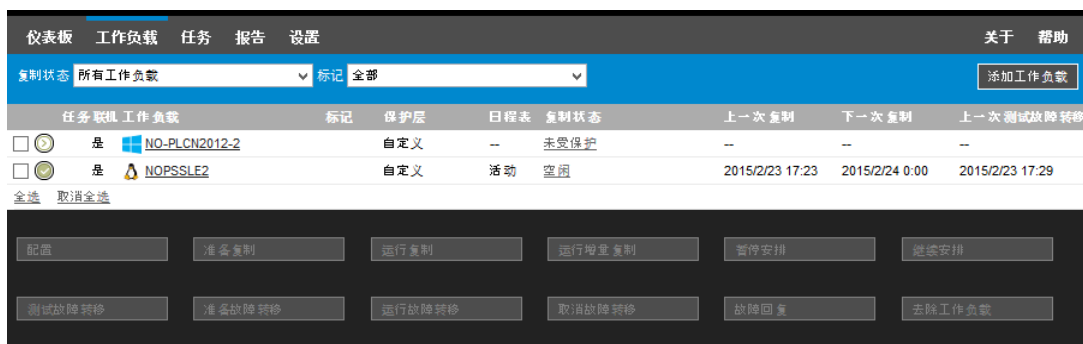 仪表板 工作负载 任务 报告 设置 关于 帮助
复制状态 所有工作负载 标记 全部 添加工作负载
任务 联机 工作负载 标记 保护层 日程表 复制状态 上一次复制 下一次复制 上一次测试故障转移
是 NO-PLCN2012-2 自定义 -- 未受保护 -- -- --
是 NOPSSLE2 自定义 活动 空闲 2015/2/23 17:23 2015/2/24 0:00 2015/2/23 17:29
全选 取消全选
配置 准备复制 运行复制 运行增量复制 暂停安排 继续安排
测试故障转移 准备故障转移 运行故障转移 取消故障转移 故障回复 去除工作负载